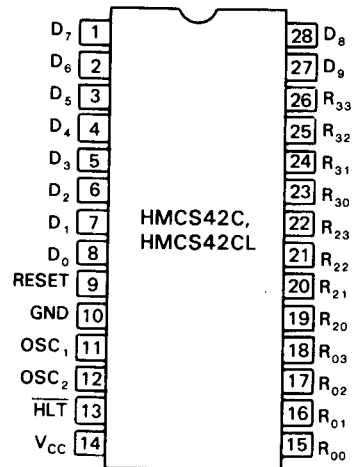 D₇ 1
D₆ 2
D₅ 3
D₄ 4
D₃ 5
D₂ 6
D₁ 7
D₀ 8
RESET 9
GND 10
OSC₁ 11
OSC₂ 12
H̅L̅T̅ 13
V_CC 14
HMCS42C,
HMCS42CL
28 D₈
27 D₉
26 R₃₃
25 R₃₂
24 R₃₁
23 R₃₀
22 R₂₃
21 R₂₂
20 R₂₁
19 R₂₀
18 R₀₃
17 R₀₂
16 R₀₁
15 R₀₀